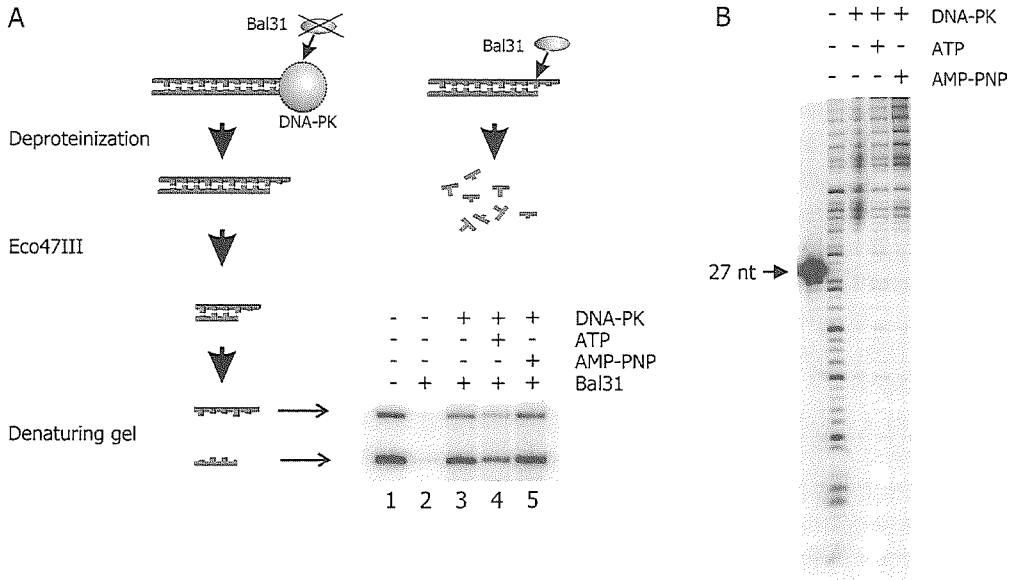 A
Bal31
DNA-PK
Bal31
Deproteinization
Eco47III
Denaturing gel
- - + + + DNA-PK
- - - + - ATP
- - - - + AMP-PNP
- + + + + Bal31
1 2 3 4 5
B
- + + + DNA-PK
- - + - ATP
- - - + AMP-PNP
27 nt